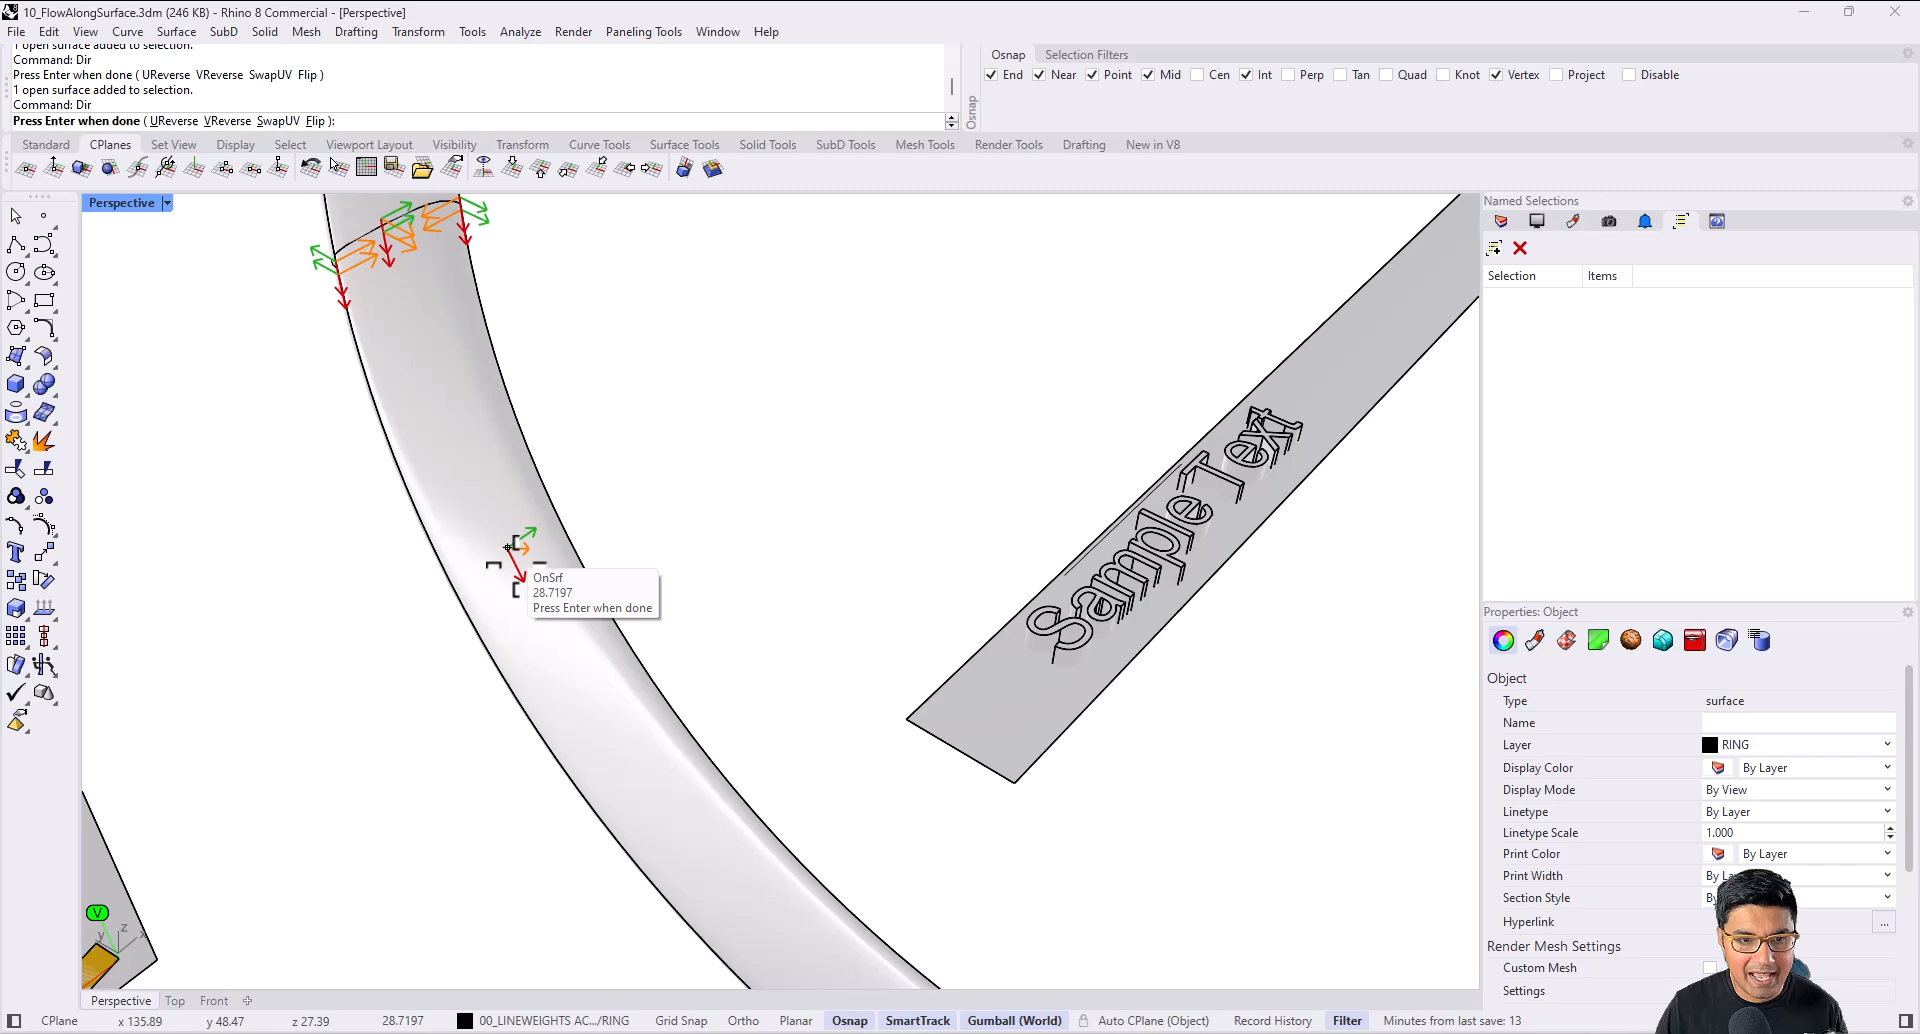 10_FlowAlongSurface.3dm (246 KB) - Rhino 8 Commercial - [Perspective]
File Edit View Curve Surface SubD Solid Mesh Drafting Transform Tools Analyze Render Paneling Tools Window Help
1 open surface added to selection.
Command: Dir
Press Enter when done ( UReverse VReverse SwapUV Flip )
1 open surface added to selection.
Command: Dir
Press Enter when done ( UReverse VReverse SwapUV Flip ):
Osnap Selection Filters
End Near Point Mid Cen Int Perp Tan Quad Knot Vertex Project Disable
Osnap
Standard CPlanes Set View Display Select Viewport Layout Visibility Transform Curve Tools Surface Tools Solid Tools SubD Tools Mesh Tools Render Tools Drafting New in V8
Perspective
Named Selections
Selection Items
Sample Text
OnSrf
28.7197
Press Enter when done
Properties: Object
Object
Type surface
Name
Layer RING
Display Color By Layer
Display Mode By View
Linetype By Layer
Linetype Scale 1.000
Print Color By Layer
Print Width
Section Style
Hyperlink ...
Render Mesh Settings
Custom Mesh
Settings
V
z
y
x
Perspective Top Front
CPlane x 135.89 y 48.47 z 27.39 28.7197 00_LINEWEIGHTS AC.../RING Grid Snap Ortho Planar Osnap SmartTrack Gumball (World) Auto CPlane (Object) Record History Filter Minutes from last save: 13